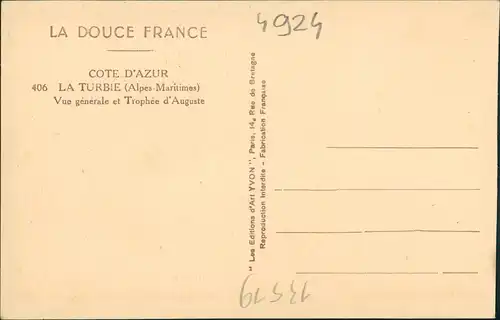 LA DOUCE FRANCE
COTE D'AZUR
406 LA TURBIE (Alpes-Maritimes)
Vue générale et Trophée d'Auguste
4924
" Les Editions d'Art YVON ", Paris, 14, Rue de Bretagne
Reproduction Interdite - Fabrication Française